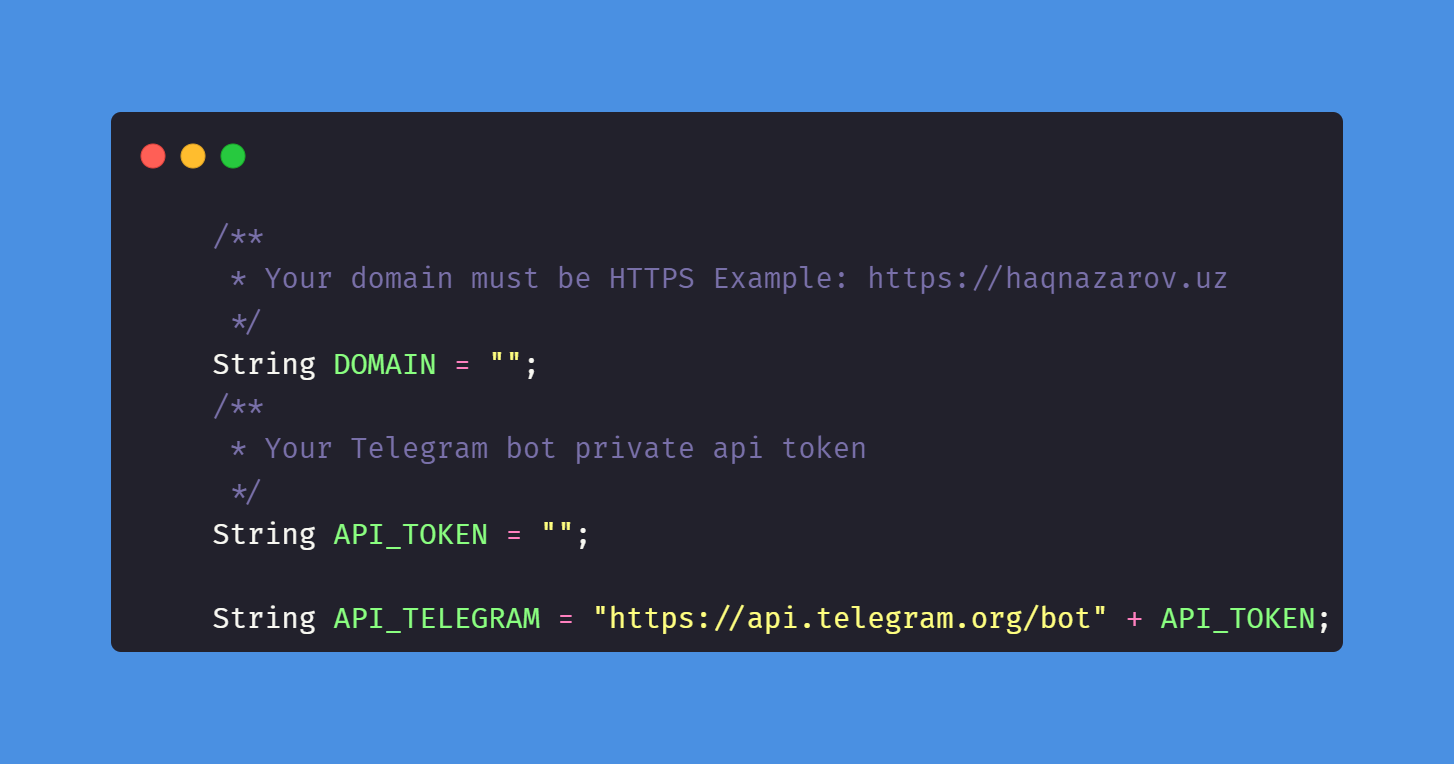 /**
 * Your domain must be HTTPS Example: https://haqnazarov.uz
 */
String DOMAIN = "";
/**
 * Your Telegram bot private api token
 */
String API_TOKEN = "";
String API_TELEGRAM = "https://api.telegram.org/bot" + API_TOKEN;